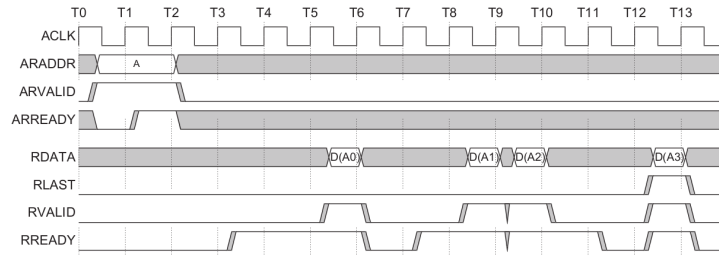 T0 T1 T2 T3 T4 T5 T6 T7 T8 T9 T10 T11 T12 T13
ACLK
ARADDR A
ARVALID
ARREADY
RDATA D(A0) D(A1) D(A2) D(A3)
RLAST
RVALID
RREADY